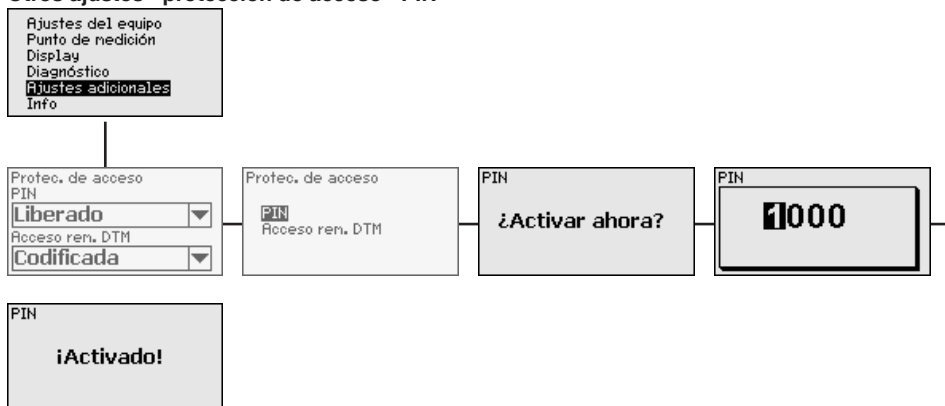 Otros ajustes - protección de acceso - PIN
Ajustes del equipo
Punto de medición
Display
Diagnóstico
Ajustes adicionales
Info
Protec. de acceso
PIN
Liberado
Acceso rem. DTM
Codificada
Protec. de acceso
PIN
Acceso rem. DTM
PIN
¿Activar ahora?
PIN
1000
PIN
¡Activado!